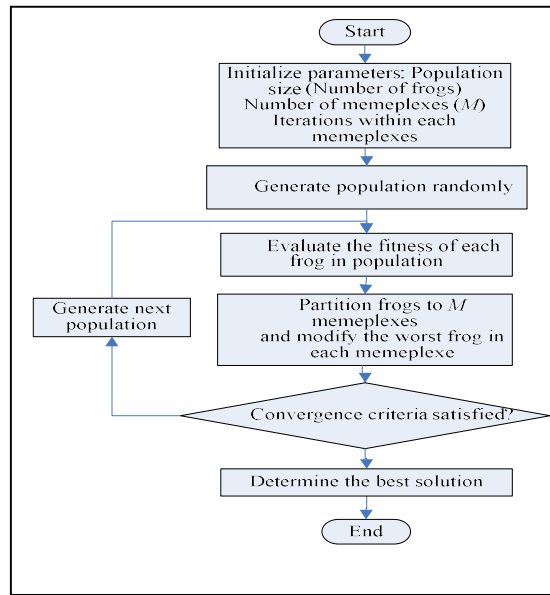 Start
Initialize parameters: Population
size (Number of frogs)
Number of memeplexes (M)
Iterations within each
memeplexes
Generate population randomly
Evaluate the fitness of each
frog in population
Generate next
population
Partition frogs to M
memeplexes
and modify the worst frog in
each memeplexe
Convergence criteria satisfied?
Determine the best solution
End